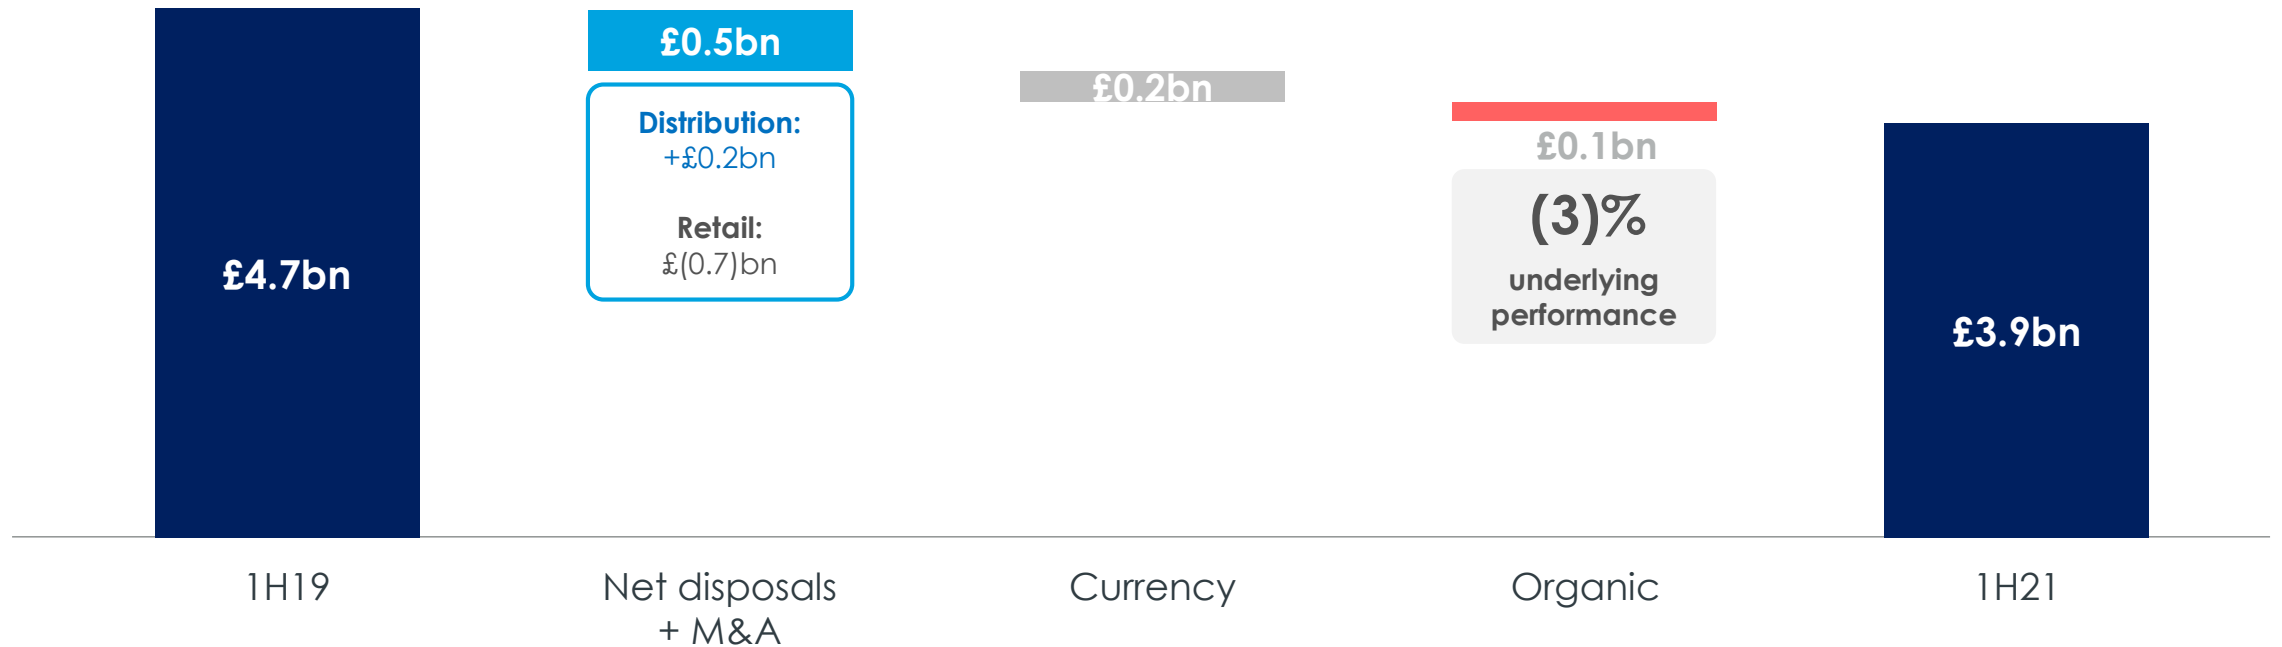 £4.7bn
£0.5bn
Distribution:
+£0.2bn
Retail:
£(0.7)bn
£0.2bn
£0.1bn
(3)%
underlying
performance
£3.9bn
1H19
Net disposals
+ M&A
Currency
Organic
1H21